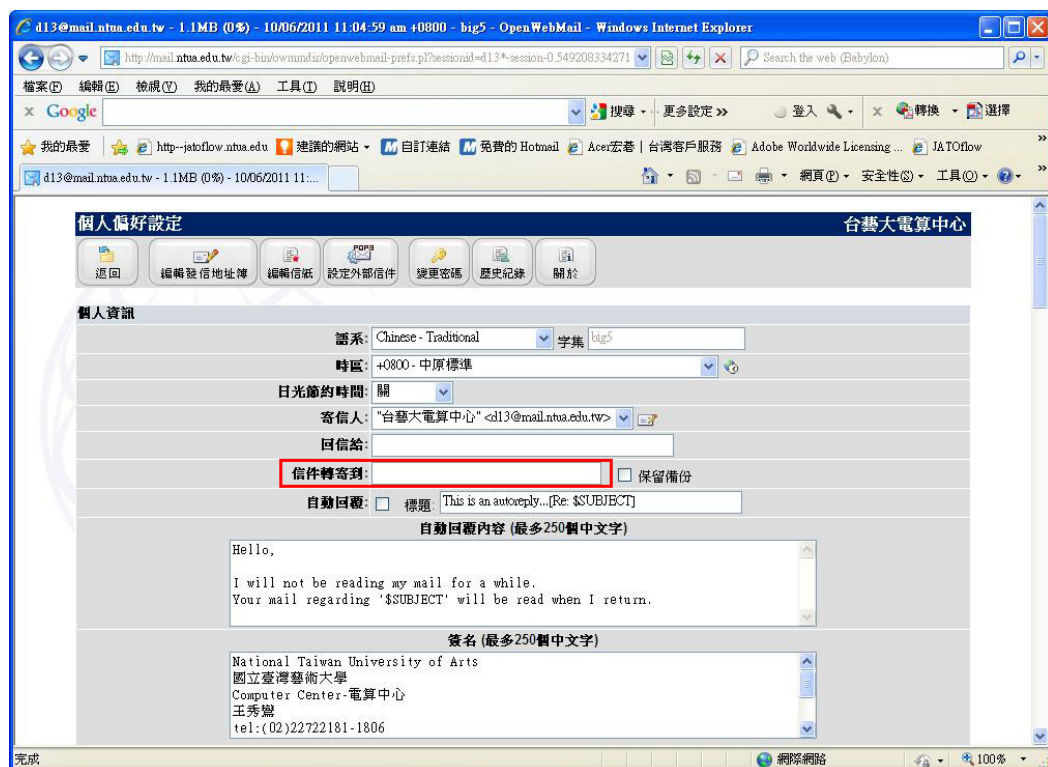 d13@mail.ntua.edu.tw - 1.1MB (0%) - 10/06/2011 11:04:59 am +0800 - big5 - OpenWebMail - Windows Internet Explorer
http://mail.ntua.edu.tw/cgi-bin/owmmdir/openwebmail-prefs.pl?sessionid=d13*-session-0.549208334271 Search the web (Babylon)
檔案(F) 編輯(E) 檢視(V) 我的最愛(A) 工具(T) 說明(H)
x Google 搜尋 更多設定 >> 登入 x 轉換 選擇
我的最愛 http--jatoflow.ntua.edu 建議的網站 自訂連結 免費的 Hotmail Acer宏碁 | 台灣客戶服務 Adobe Worldwide Licensing ... JATOflow »
d13@mail.ntua.edu.tw - 1.1MB (0%) - 10/06/2011 11:... 網頁(P) 安全性(S) 工具(O) »
個人偏好設定 台藝大電算中心
POP3
返回 編輯發信地址簿 編輯信紙 設定外部信件 變更密碼 歷史紀錄 關於
個人資訊
語系: Chinese - Traditional 字集 big5
時區: +0800 - 中原標準
日光節約時間: 關
寄信人: "台藝大電算中心" <d13@mail.ntua.edu.tw>
回信給:
信件轉寄到: 保留備份
自動回覆: 標題: This is an autoreply...[Re: $SUBJECT]
自動回覆內容 (最多250個中文字)
Hello,
I will not be reading my mail for a while.
Your mail regarding '$SUBJECT' will be read when I return.
簽名 (最多250個中文字)
National Taiwan University of Arts
國立臺灣藝術大學
Computer Center-電算中心
王秀鸞
tel:(02)22722181-1806
完成 網際網路 100%